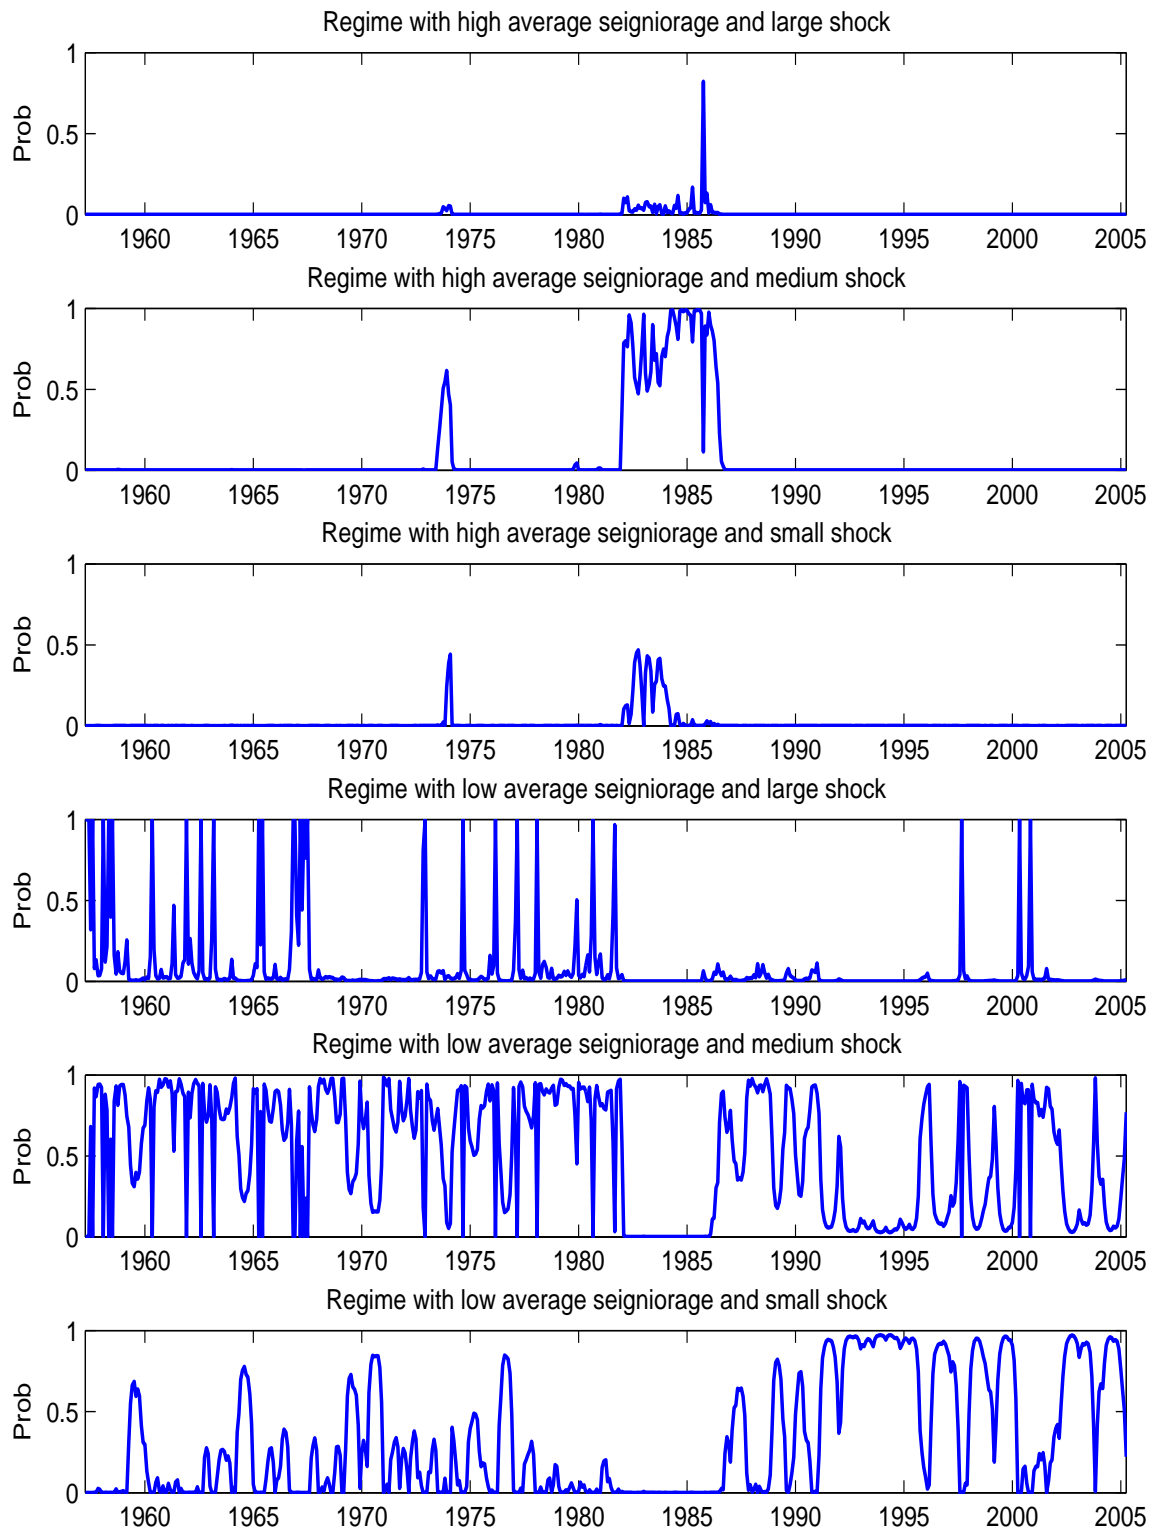 Regime with high average seigniorage and large shock
1
0.5
0
Prob
1960 1965 1970 1975 1980 1985 1990 1995 2000 2005
Regime with high average seigniorage and medium shock
1
0.5
0
Prob
1960 1965 1970 1975 1980 1985 1990 1995 2000 2005
Regime with high average seigniorage and small shock
1
0.5
0
Prob
1960 1965 1970 1975 1980 1985 1990 1995 2000 2005
Regime with low average seigniorage and large shock
1
0.5
0
Prob
1960 1965 1970 1975 1980 1985 1990 1995 2000 2005
Regime with low average seigniorage and medium shock
1
0.5
0
Prob
1960 1965 1970 1975 1980 1985 1990 1995 2000 2005
Regime with low average seigniorage and small shock
1
0.5
0
Prob
1960 1965 1970 1975 1980 1985 1990 1995 2000 2005